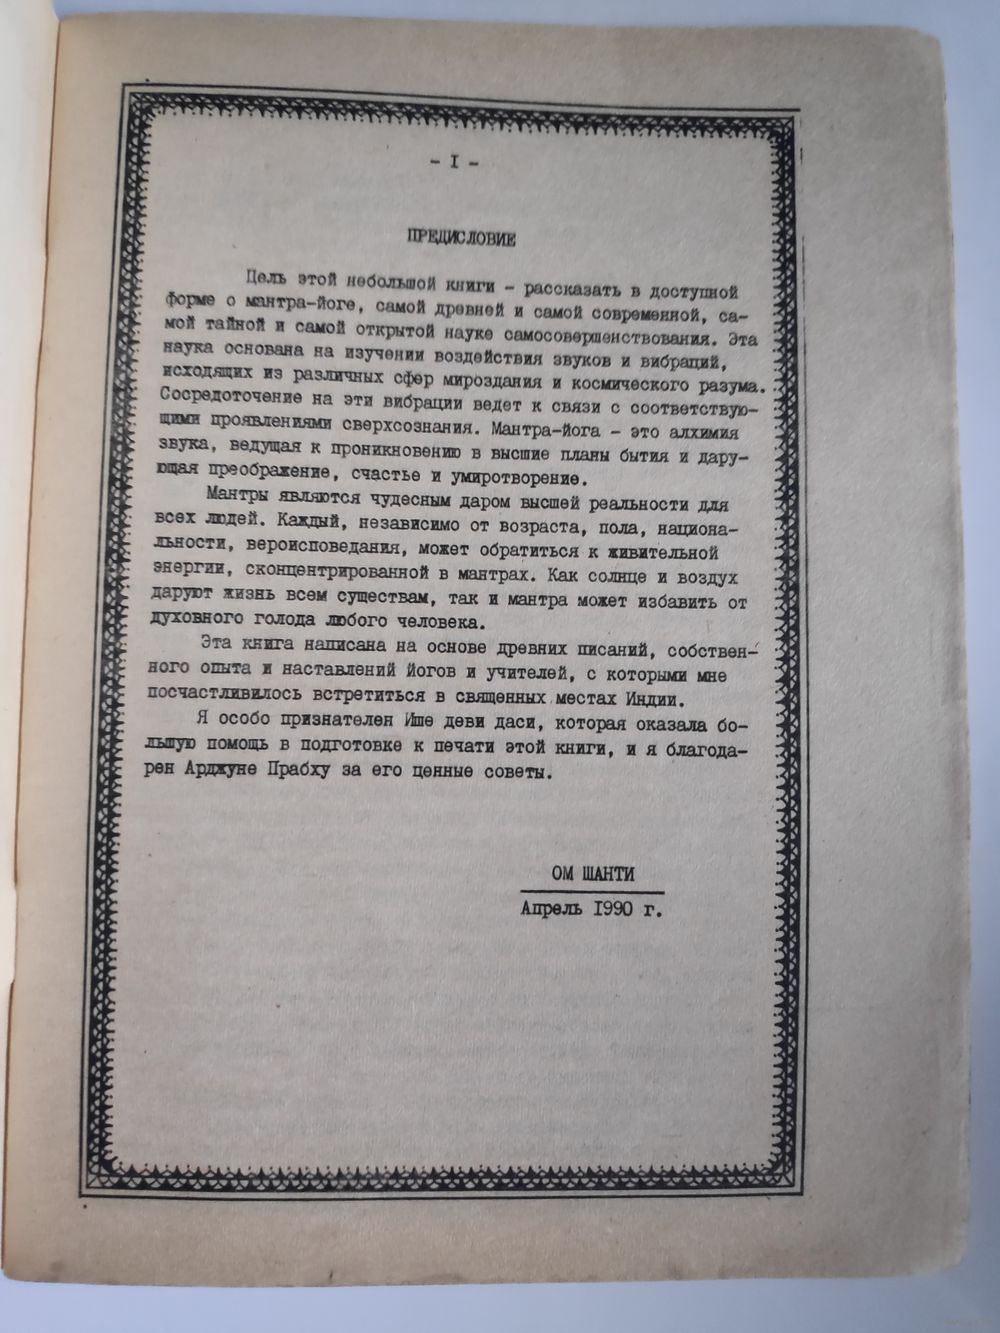 - I -
ПРЕДИСЛОВИЕ
Цель этой небольшой книги - рассказать в доступной
форме о мантра-йоге, самой древней и самой современной, са-
мой тайной и самой открытой науке самосовершенствования. Эта
наука основана на изучении воздействия звуков и вибраций,
исходящих из различных сфер мироздания и космического разума.
Сосредоточение на эти вибрации ведет к связи с соответствую-
щими проявлениями сверхсознания. Мантра-йога - это алхимия
звука, ведущая к проникновению в высшие планы бытия и дару-
ющая преображение, счастье и умиротворение.
Мантры являются чудесным даром высшей реальности для
всех людей. Каждый, независимо от возраста, пола, национа-
льности, вероисповедания, может обратиться к живительной
энергии, сконцентрированной в мантрах. Как солнце и воздух
даруют жизнь всем существам, так и мантра может избавить от
духовного голода любого человека.
Эта книга написана на основе древних писаний, собствен-
ного опыта и наставлений йогов и учителей, с которыми мне
посчастливилось встретиться в священных местах Индии.
Я особо признателен Ише деви даси, которая оказала бо-
льшую помощь в подготовке к печати этой книги, и я благода-
рен Арджуне Прабху за его ценные советы.
ОМ ШАНТИ
Апрель 1990 г.